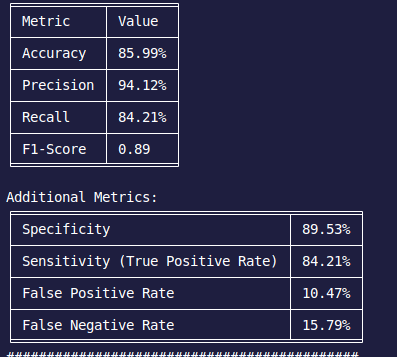 Metric Value
Accuracy 85.99%
Precision 94.12%
Recall 84.21%
F1-Score 0.89
Additional Metrics:
Specificity 89.53%
Sensitivity (True Positive Rate) 84.21%
False Positive Rate 10.47%
False Negative Rate 15.79%
############################################